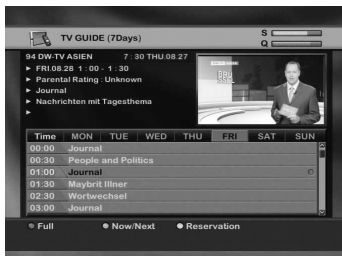 TV GUIDE (7Days)
S
Q
94 DW-TV ASIEN 7 : 30 THU.08.27
► FRI.08.28 1 : 00 - 1 : 30
► Parental Rating : Unknown
► Journal
► Nachrichten mit Tagesthema
►
Time MON TUE WED THU FRI SAT SUN
00:00 Journal
00:30 People and Politics
01:00 Journal
01:30 Maybrit Illner
02:30 Wortwechsel
03:00 Journal
Full Now/Next Reservation